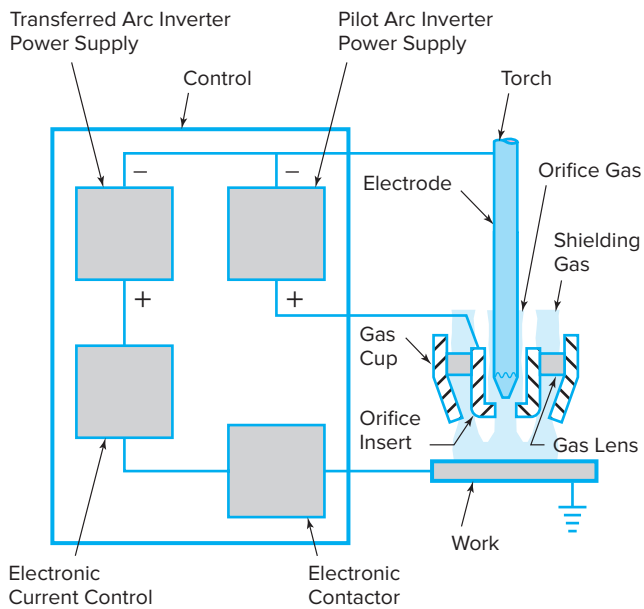 Transferred Arc Inverter
Power Supply
Pilot Arc Inverter
Power Supply
Control
Torch
−
−
Electrode
Orifice Gas
Shielding
Gas
+
+
Gas
Cup
Orifice
Insert
Gas Lens
Work
Electronic
Current Control
Electronic
Contactor